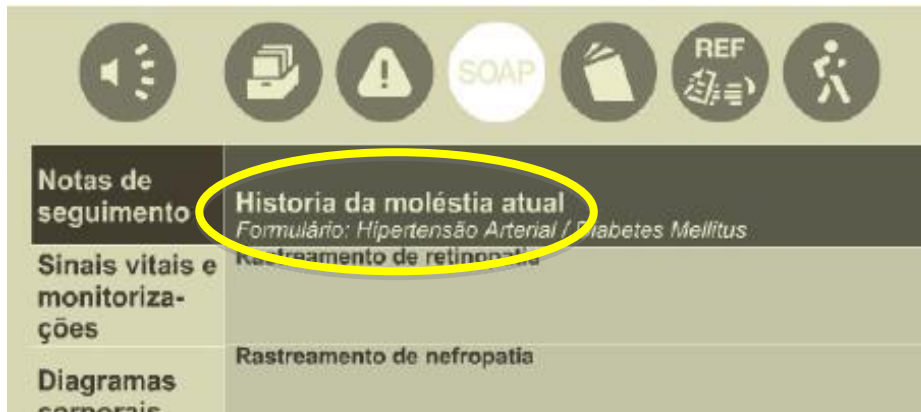 SOAP
REF
Notas de
seguimento
Historia da moléstia atual
Formulário: Hipertensão Arterial / Diabetes Mellitus
Sinais vitais e
monitoriza-
ções
Rastreamento de retinopatia
Rastreamento de nefropatia
Diagramas
corporais